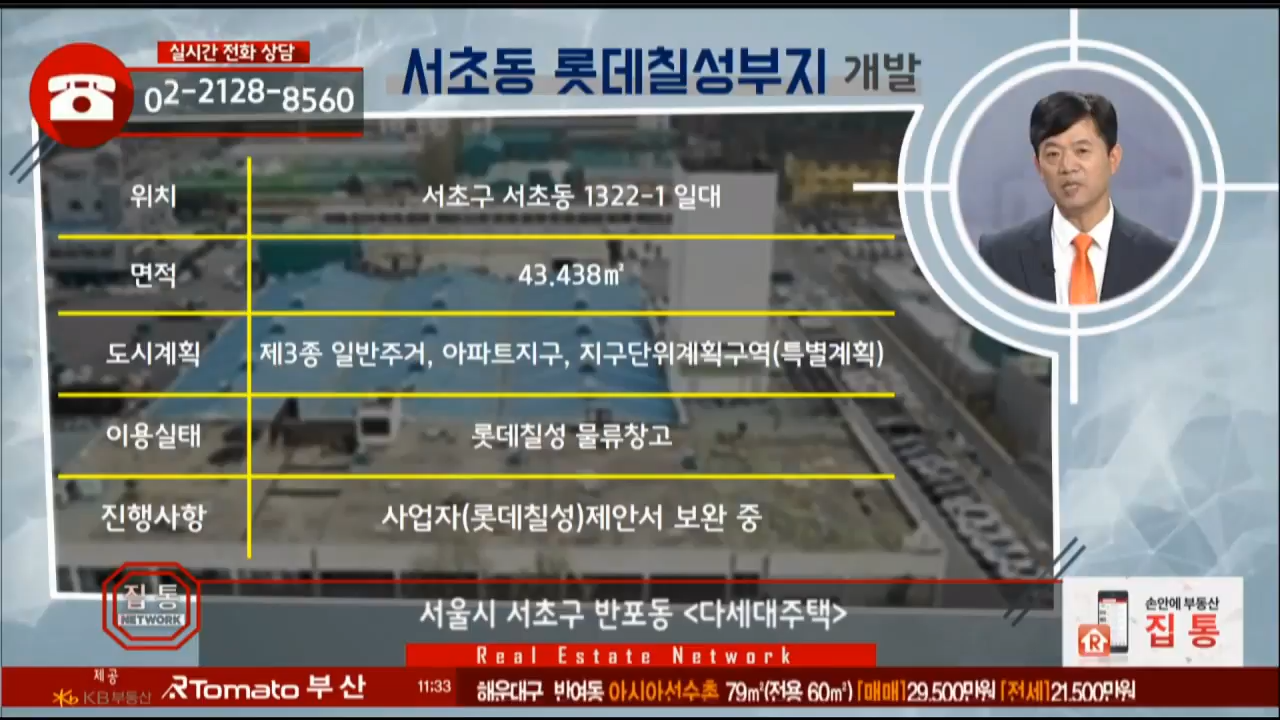 실시간 전화 상담
02-2128-8560
서초동 롯데칠성부지 개발
위치 서초구 서초동 1322-1 일대
면적 43.438㎡
도시계획 제3종 일반주거, 아파트지구, 지구단위계획구역(특별계획)
이용실태 롯데칠성 물류창고
진행사항 사업자(롯데칠성)제안서 보완 중
집통
NETWORK
서울시 서초구 반포동 <다세대주택>
손안에 부동산
집통
Real Estate Network
제공
KB부동산
RTomato 부산
11:33
해운대구 반여동 아시아선수촌 79㎡(전용 60㎡) [매매]29.500만원 [전세]21.500만원